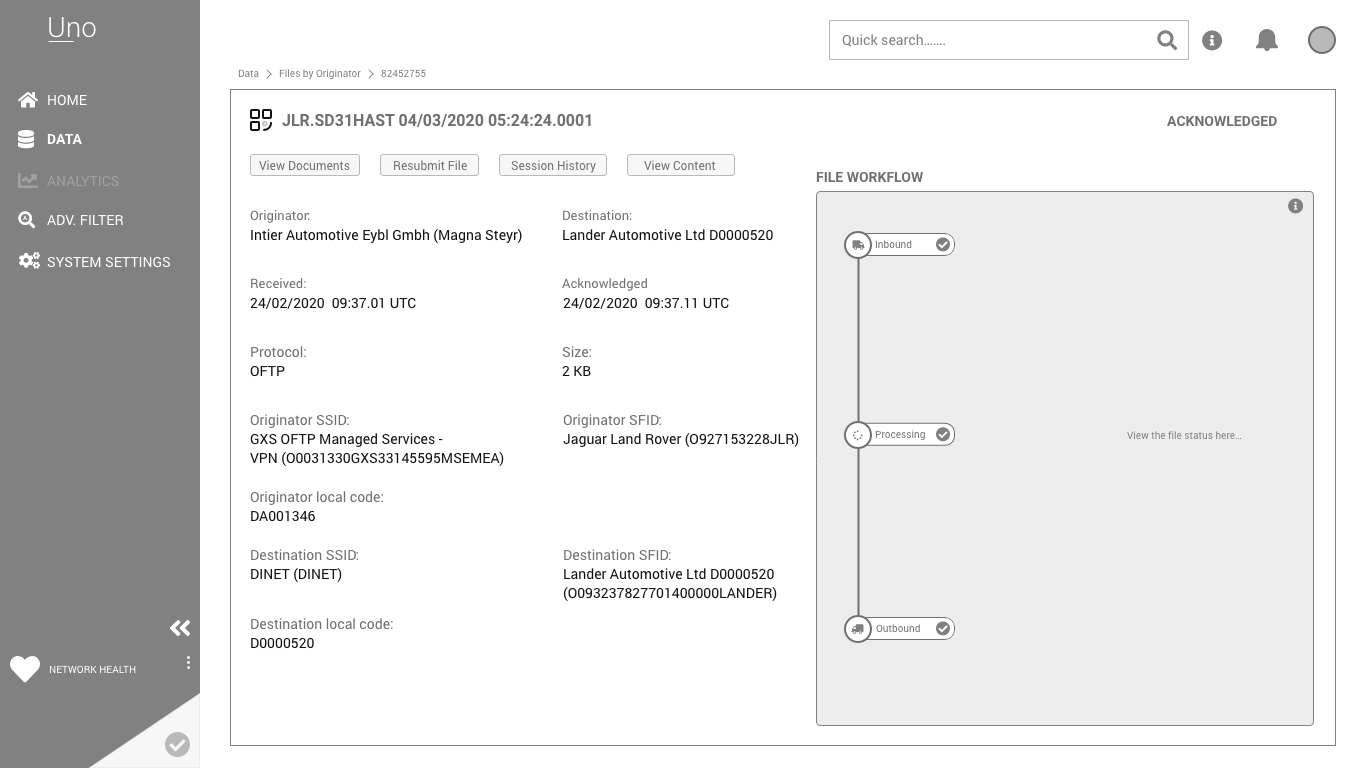 Uno
Quick search.......
Data
Files by Originator
82452755
HOME
DATA
ANALYTICS
ADV. FILTER
SYSTEM SETTINGS
NETWORK HEALTH
JLR.SD31HAST 04/03/2020 05:24:24.0001
ACKNOWLEDGED
View Documents
Resubmit File
Session History
View Content
Originator:
Intier Automotive Eybl Gmbh (Magna Steyr)
Destination:
Lander Automotive Ltd D0000520
Received:
24/02/2020  09:37.01 UTC
Acknowledged
24/02/2020  09:37.11 UTC
Protocol:
OFTP
Size:
2 KB
Originator SSID:
GXS OFTP Managed Services -
VPN (O0031330GXS33145595MSEMEA)
Originator SFID:
Jaguar Land Rover (O927153228JLR)
Originator local code:
DA001346
Destination SSID:
DINET (DINET)
Destination SFID:
Lander Automotive Ltd D0000520
(O093237827701400000LANDER)
Destination local code:
D0000520
FILE WORKFLOW
Inbound
Processing
View the file status here...
Outbound